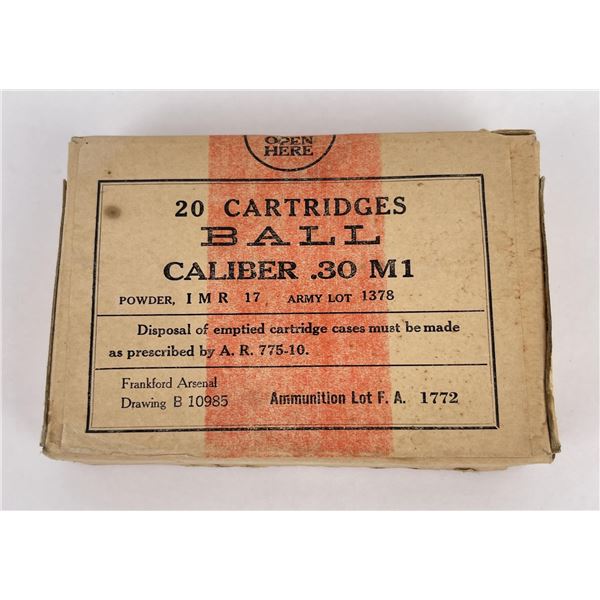 OPEN
HERE
20 CARTRIDGES
BALL
CALIBER .30 M1
POWDER, I M R 17 ARMY LOT 1378
Disposal of emptied cartridge cases must be made
as prescribed by A. R. 775-10.
Frankford Arsenal
Drawing B 10985 Ammunition Lot F. A. 1772